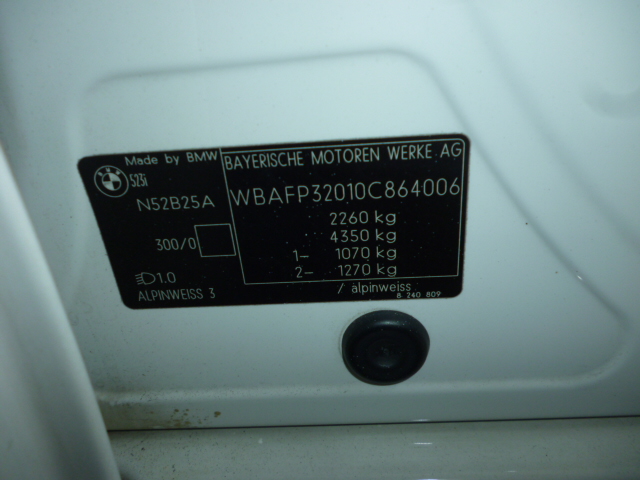 Made by BMW
BAYERISCHE MOTOREN WERKE AG
523i
N52B25A
WBAFP32010C864006
2260 kg
300/0
4350 kg
1- 1070 kg
2- 1270 kg
1.0
ALPINWEISS 3
/ alpinweiss
8 240 809